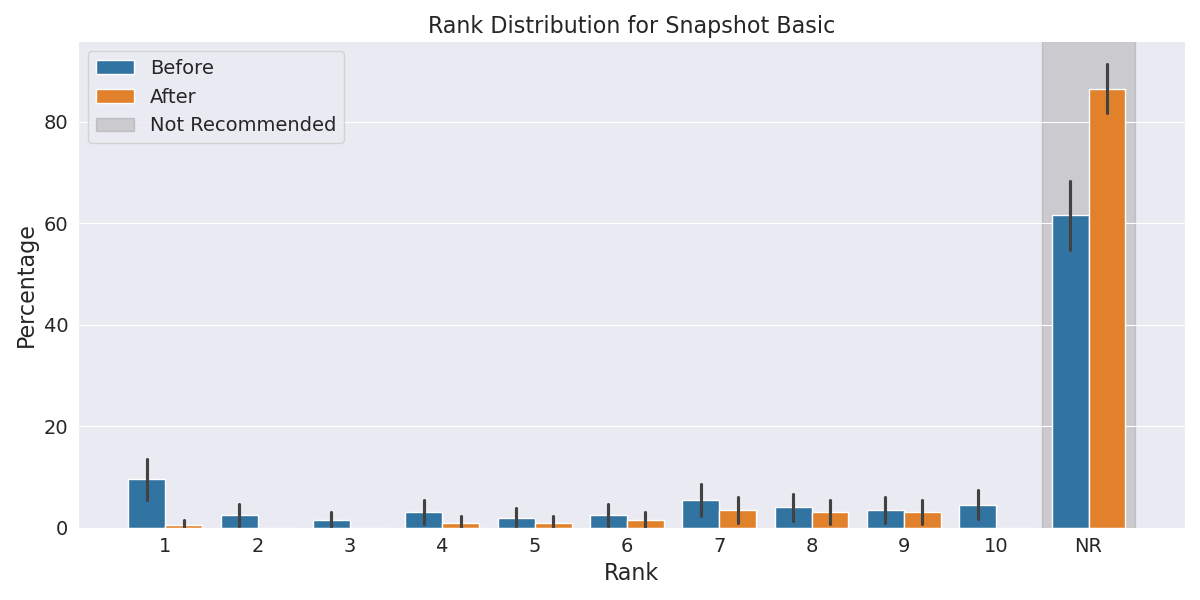 Rank Distribution for Snapshot Basic
Before
After
Not Recommended
Percentage
80
60
40
20
0
1 2 3 4 5 6 7 8 9 10 NR
Rank